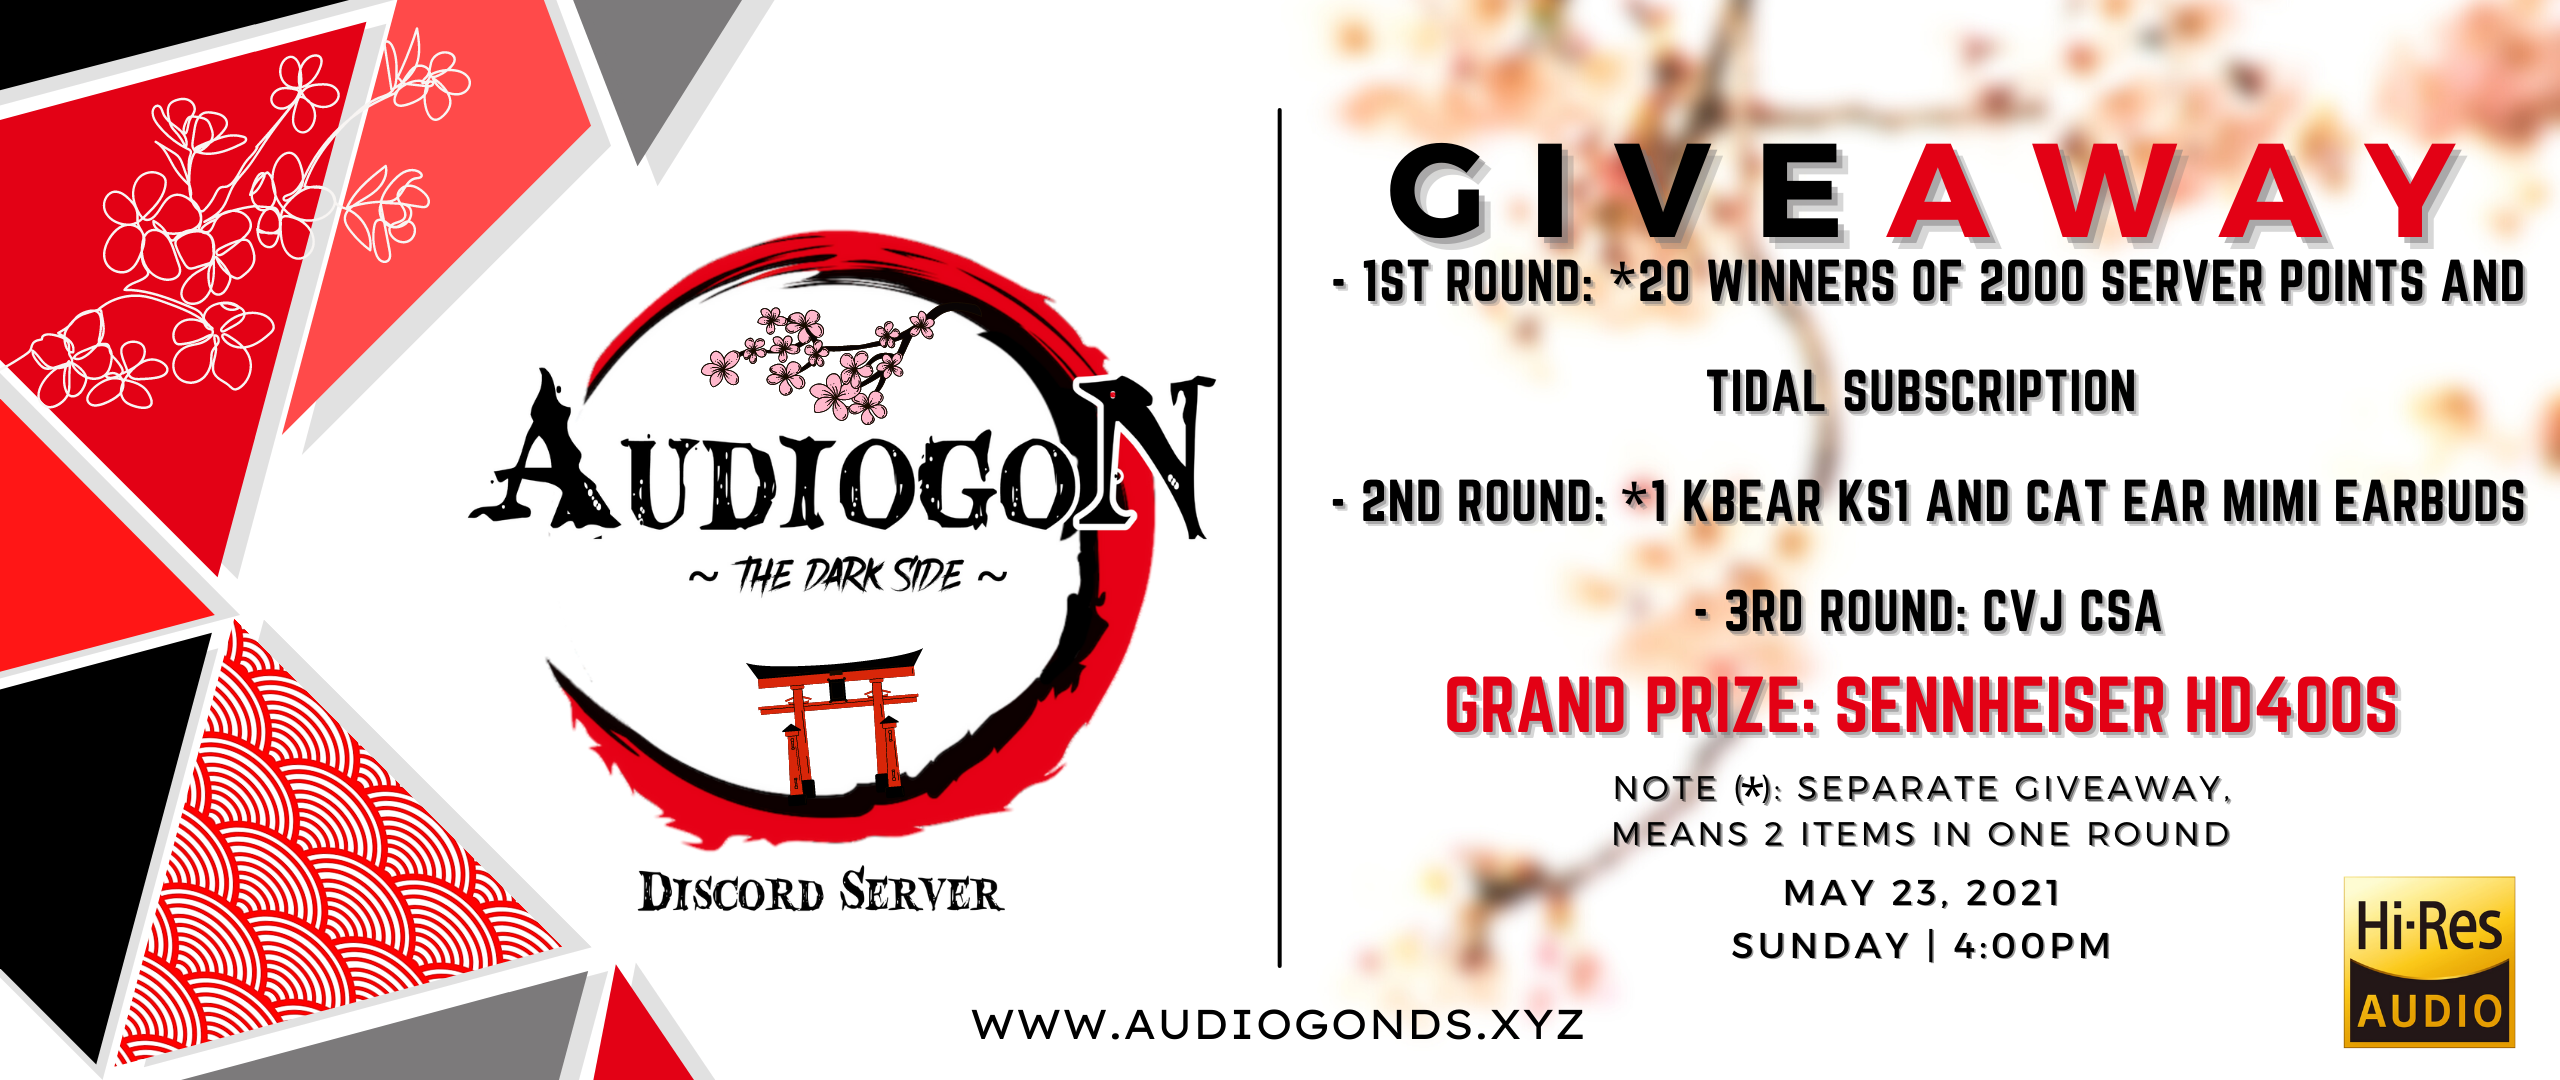 AUDIOGON
~ THE DARK SIDE ~
DISCORD SERVER
GIVEAWAY
- 1ST ROUND: *20 WINNERS OF 2000 SERVER POINTS AND
TIDAL SUBSCRIPTION
- 2ND ROUND: *1 KBEAR KS1 AND CAT EAR MIMI EARBUDS
- 3RD ROUND: CVJ CSA
GRAND PRIZE: SENNHEISER HD400S
NOTE (*): SEPARATE GIVEAWAY,
MEANS 2 ITEMS IN ONE ROUND
MAY 23, 2021
SUNDAY | 4:00PM
Hi-Res
AUDIO
WWW.AUDIOGONDS.XYZ